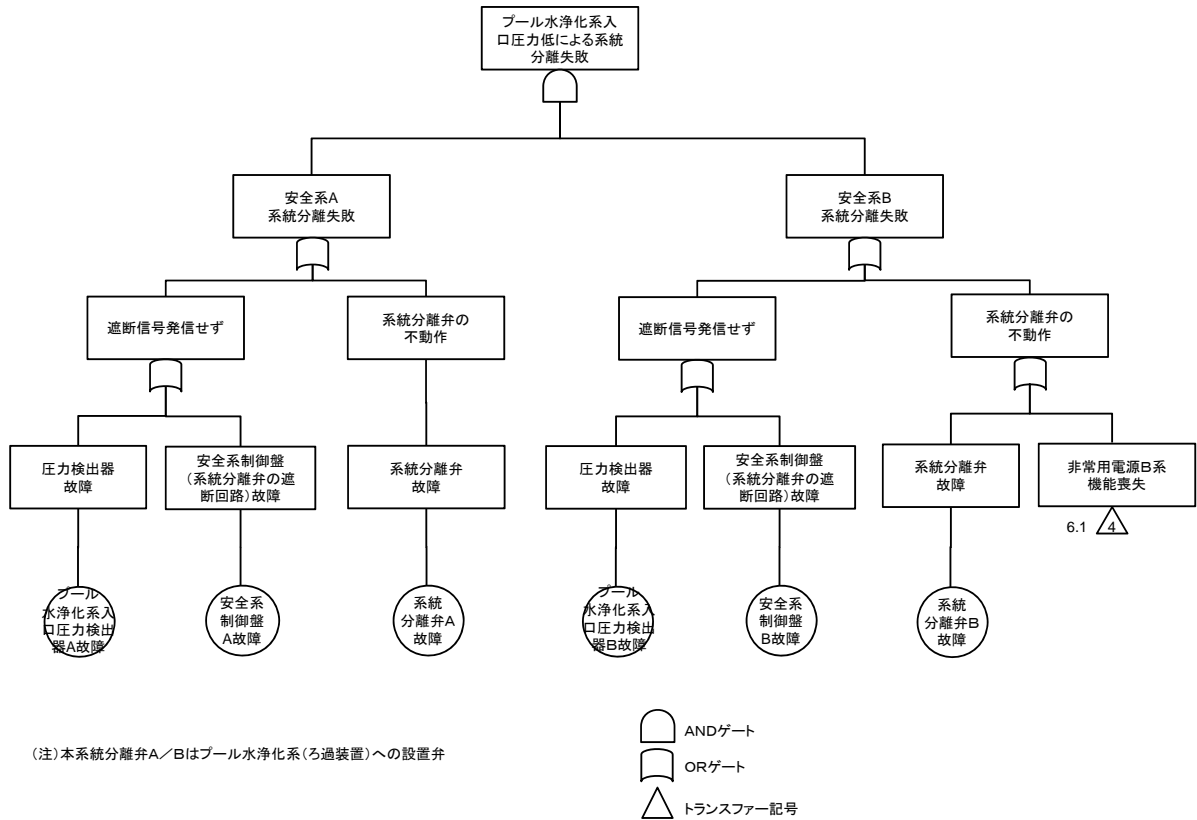 プール水浄化系入
口圧力低による系統
分離失敗
安全系A
系統分離失敗
安全系B
系統分離失敗
遮断信号発信せず
系統分離弁の
不動作
遮断信号発信せず
系統分離弁の
不動作
圧力検出器
故障
安全系制御盤
(系統分離弁の遮
断回路)故障
系統分離弁
故障
圧力検出器
故障
安全系制御盤
(系統分離弁の遮
断回路)故障
系統分離弁
故障
非常用電源B系
機能喪失
6.1 4
プール
水浄化系入
口圧力検出
器A故障
安全系
制御盤
A故障
系統
分離弁A
故障
プール
水浄化系入
口圧力検出
器B故障
安全系
制御盤
B故障
系統
分離弁B
故障
(注)本系統分離弁A/Bはプール水浄化系(ろ過装置)への設置弁
ANDゲート
ORゲート
トランスファー記号